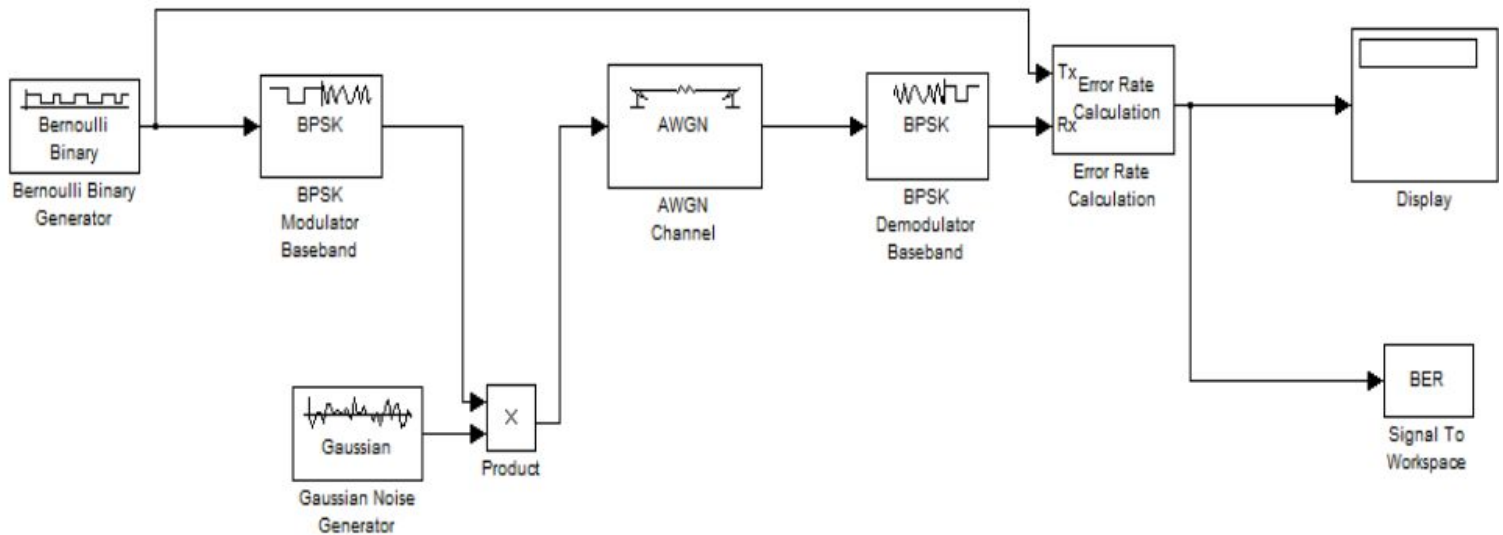 Bernoulli
Binary
Bernoulli Binary
Generator
BPSK
BPSK
Modulator
Baseband
AWGN
AWGN
Channel
BPSK
BPSK
Demodulator
Baseband
Tx
Rx
Error Rate
Calculation
Error Rate
Calculation
Display
Gaussian
Gaussian Noise
Generator
X
Product
BER
Signal To
Workspace